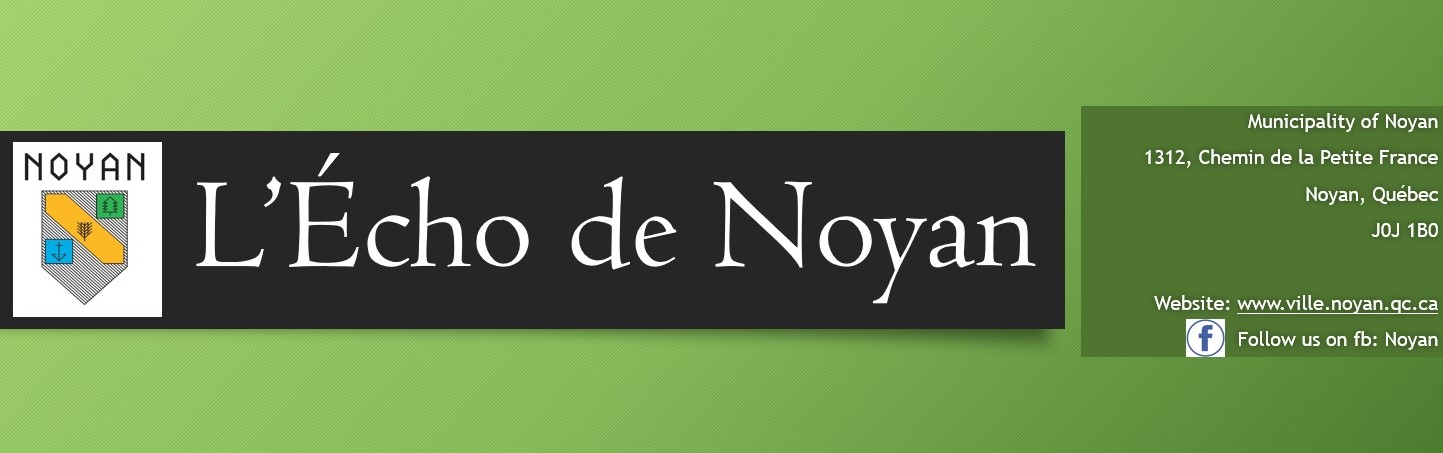 NOYAN
L’Écho de Noyan
Municipality of Noyan
1312, Chemin de la Petite France
Noyan, Québec
J0J 1B0
Website: www.ville.noyan.qc.ca
f Follow us on fb: Noyan